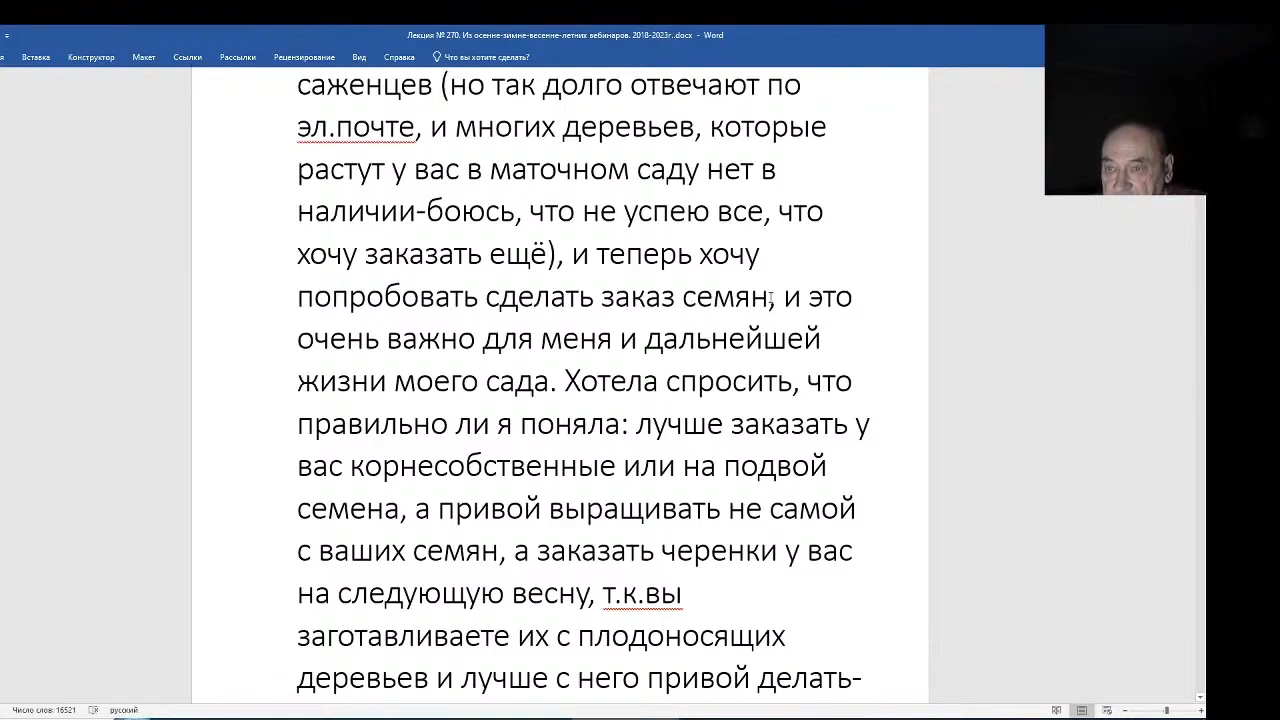 Лекция № 270. Из осенне-зимне-весенне-летних вебинаров. 2018-2023г..docx - Word
я Вставка Конструктор Макет Ссылки Рассылки Рецензирование Вид Справка Что вы хотите сделать?
саженцев (но так долго отвечают по
эл.почте, и многих деревьев, которые
растут у вас в маточном саду нет в
наличии-боюсь, что не успею все, что
хочу заказать ещё), и теперь хочу
попробовать сделать заказ семян, и это
очень важно для меня и дальнейшей
жизни моего сада. Хотела спросить, что
правильно ли я поняла: лучше заказать у
вас корнесобственные или на подвой
семена, а привой выращивать не самой
с ваших семян, а заказать черенки у вас
на следующую весну, т.к.вы
заготавливаете их с плодоносящих
деревьев и лучше с него привой делать-
Число слов: 16521 русский